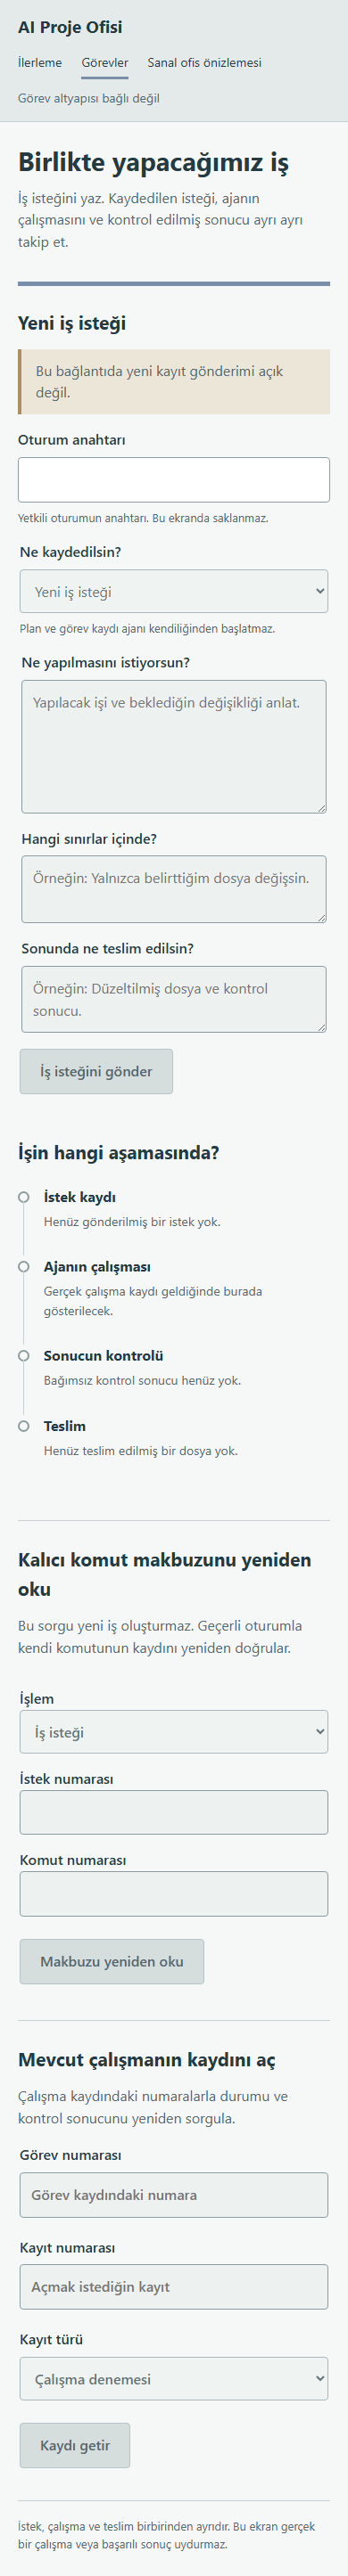 AI Proje Ofisi
İlerleme Görevler Sanal ofis önizlemesi
Görev altyapısı bağlı değil
Birlikte yapacağımız iş
İş isteğini yaz. Kaydedilen isteği, ajanın
çalışmasını ve kontrol edilmiş sonucu ayrı ayrı
takip et.
Yeni iş isteği
Bu bağlantıda yeni kayıt gönderimi açık
değil.
Oturum anahtarı
Yetkili oturumun anahtarı. Bu ekranda saklanmaz.
Ne kaydedilsin?
Yeni iş isteği
Plan ve görev kaydı ajanı kendiliğinden başlatmaz.
Ne yapılmasını istiyorsun?
Yapılacak işi ve beklediğin değişikliği anlat.
Hangi sınırlar içinde?
Örneğin: Yalnızca belirttiğim dosya değişsin.
Sonunda ne teslim edilsin?
Örneğin: Düzeltilmiş dosya ve kontrol
sonucu.
İş isteğini gönder
İşin hangi aşamasında?
İstek kaydı
Henüz gönderilmiş bir istek yok.
Ajanın çalışması
Gerçek çalışma kaydı geldiğinde burada
gösterilecek.
Sonucun kontrolü
Bağımsız kontrol sonucu henüz yok.
Teslim
Henüz teslim edilmiş bir dosya yok.
Kalıcı komut makbuzunu yeniden
oku
Bu sorgu yeni iş oluşturmaz. Geçerli oturumla
kendi komutunun kaydını yeniden doğrular.
İşlem
İş isteği
İstek numarası
Komut numarası
Makbuzu yeniden oku
Mevcut çalışmanın kaydını aç
Çalışma kaydındaki numaralarla durumu ve
kontrol sonucunu yeniden sorgula.
Görev numarası
Görev kaydındaki numara
Kayıt numarası
Açmak istediğin kayıt
Kayıt türü
Çalışma denemesi
Kaydı getir
İstek, çalışma ve teslim birbirinden ayrıdır. Bu ekran gerçek
bir çalışma veya başarılı sonuç uydurmaz.